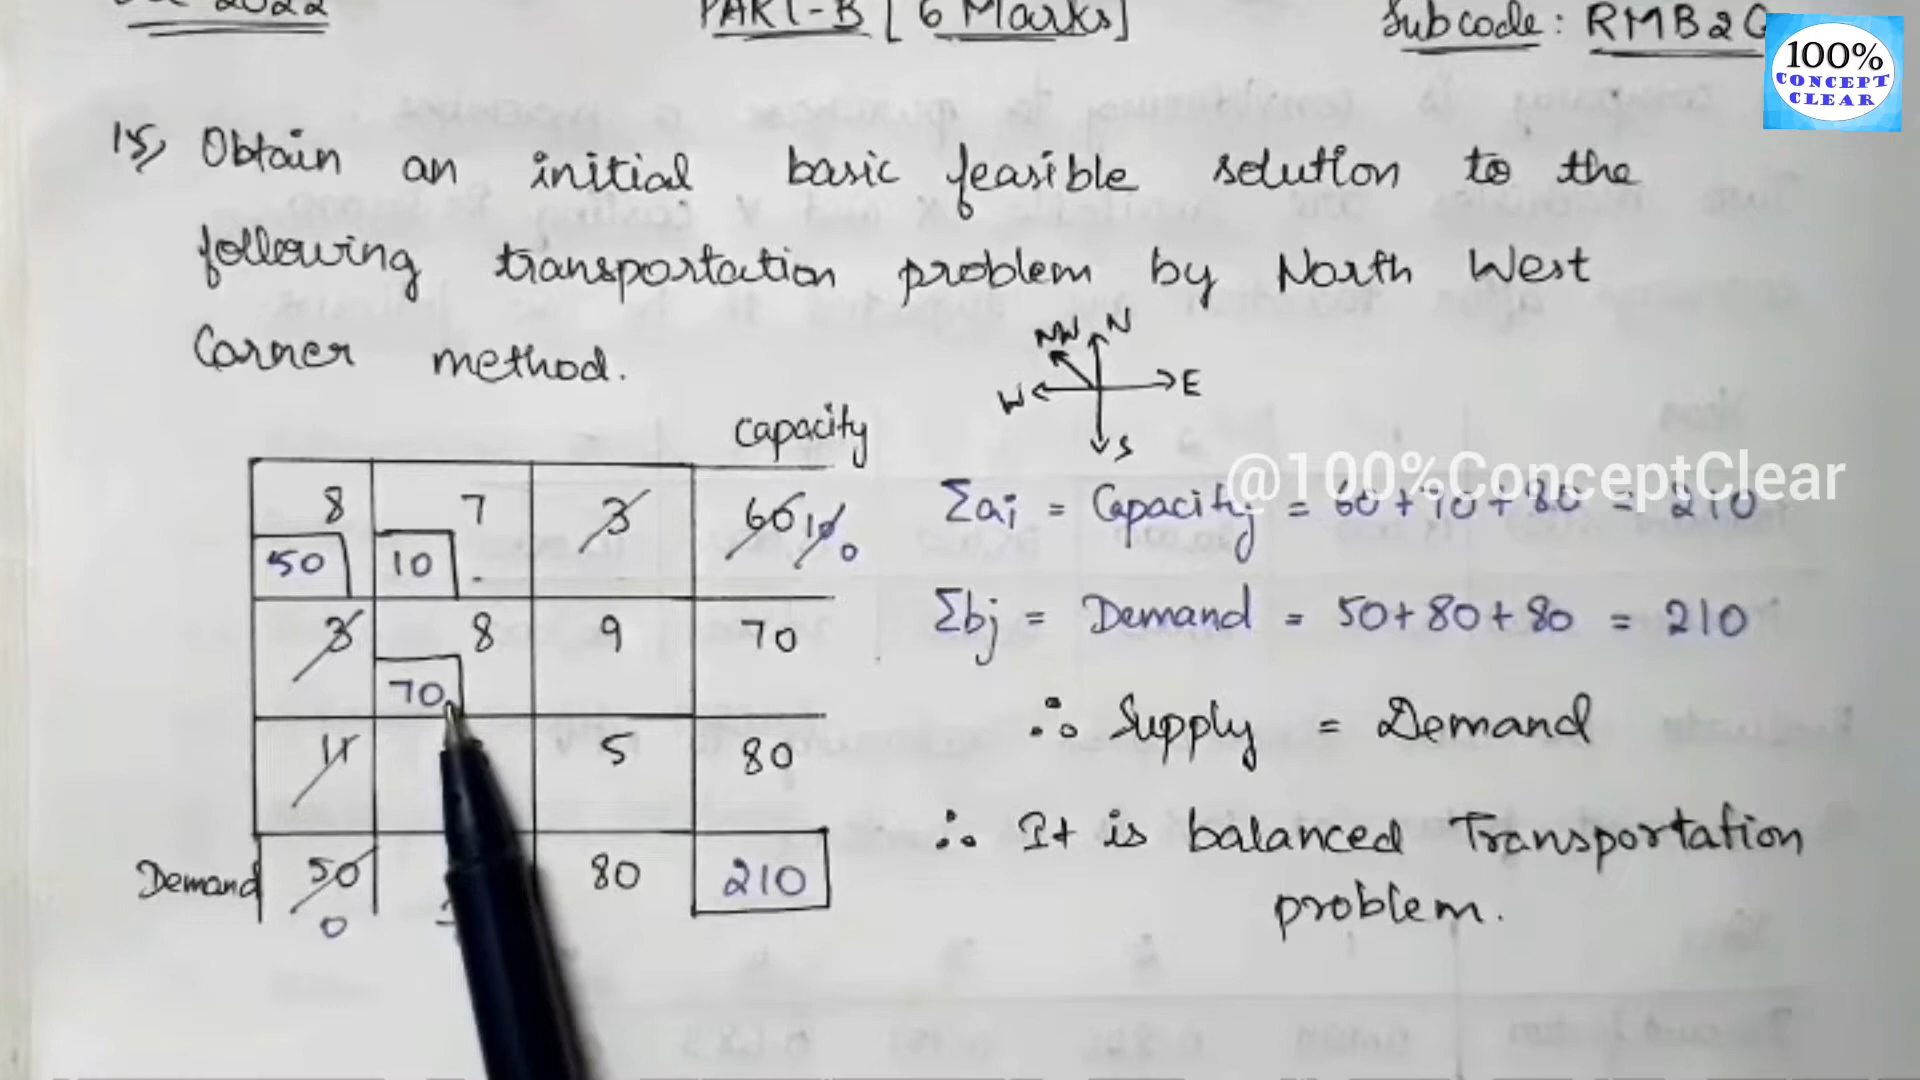 PART-B [ 6 Marks]
Subcode: RMB2
100%
CONCEPT
CLEAR
15, Obtain an initial basic feasible solution to the
following transportation problem by North West
Corner method.
NW N
W E
S
Capacity
@100%ConceptClear
8 7 3 60 10 0
50 10
3 8 9 70
70
11 5 80
Demand 50 80 210
0
Σai = Capacity = 60+70+80 = 210
Σbj = Demand = 50+80+80 = 210
∴ Supply = Demand
∴ It is balanced Transportation
problem.